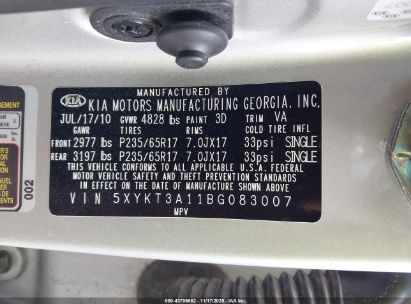 MANUFACTURED BY
KIA KIA MOTORS MANUFACTURING GEORGIA, INC.
JUL/17/10 GVWR 4828 lbs PAINT 3D TRIM VA
GAWR TIRES RIMS COLD TIRE INFL
FRONT 2977 lbs P235/65R17 7.0JX17 33psi SINGLE
REAR 3197 lbs P235/65R17 7.0JX17 33psi SINGLE
THIS VEHICLE CONFORMS TO ALL APPLICABLE U.S.A. FEDERAL
MOTOR VEHICLE SAFETY AND THEFT PREVENTION STANDARDS
IN EFFECT ON THE DATE OF MANUFACTURE SHOWN ABOVE
VIN 5XYKT3A11BG083007
MPV
002